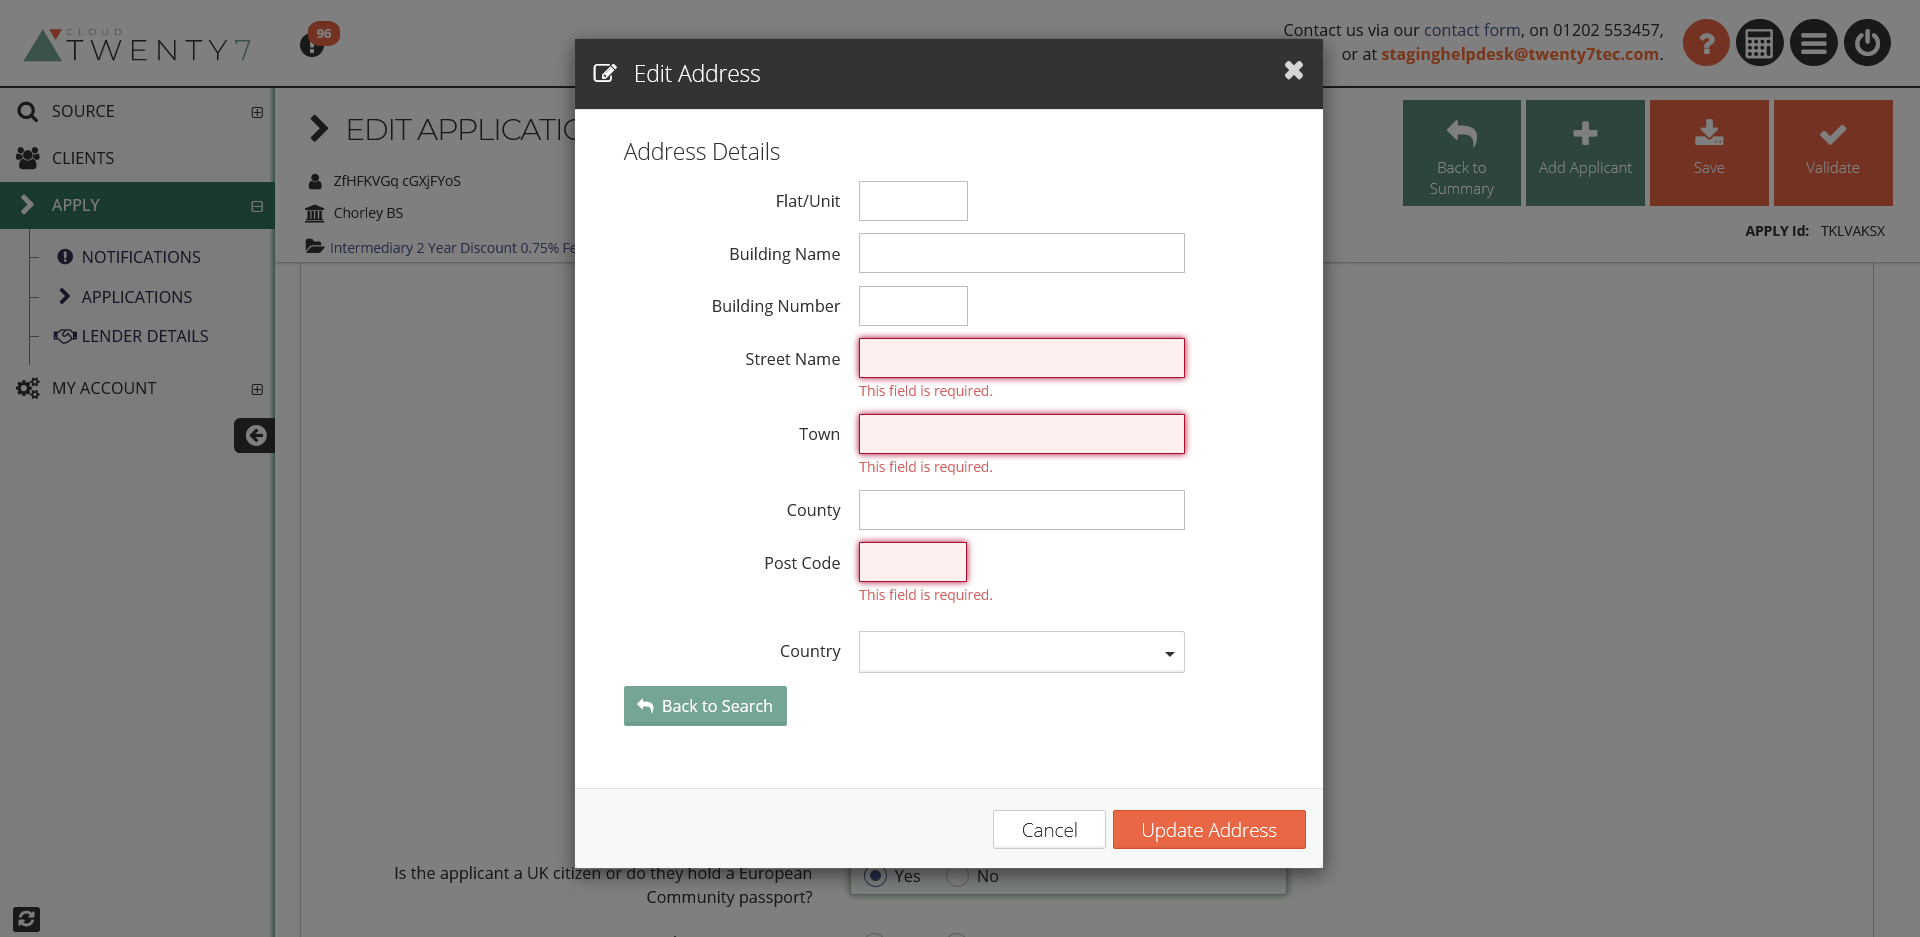 CLOUD
TWENTY7
96
Contact us via our contact form, on 01202 553457,
or at staginghelpdesk@twenty7tec.com.
SOURCE
CLIENTS
APPLY
NOTIFICATIONS
APPLICATIONS
LENDER DETAILS
MY ACCOUNT
EDIT APPLICATIO
ZfHFKVGq cGXjFYoS
Chorley BS
Intermediary 2 Year Discount 0.75% Fe
Back to
Summary
Add Applicant
Save
Validate
APPLY Id: TKLVAKSX
Edit Address
Address Details
Flat/Unit
Building Name
Building Number
Street Name
This field is required.
Town
This field is required.
County
Post Code
This field is required.
Country
Back to Search
Cancel
Update Address
Is the applicant a UK citizen or do they hold a European
Community passport?
Yes
No